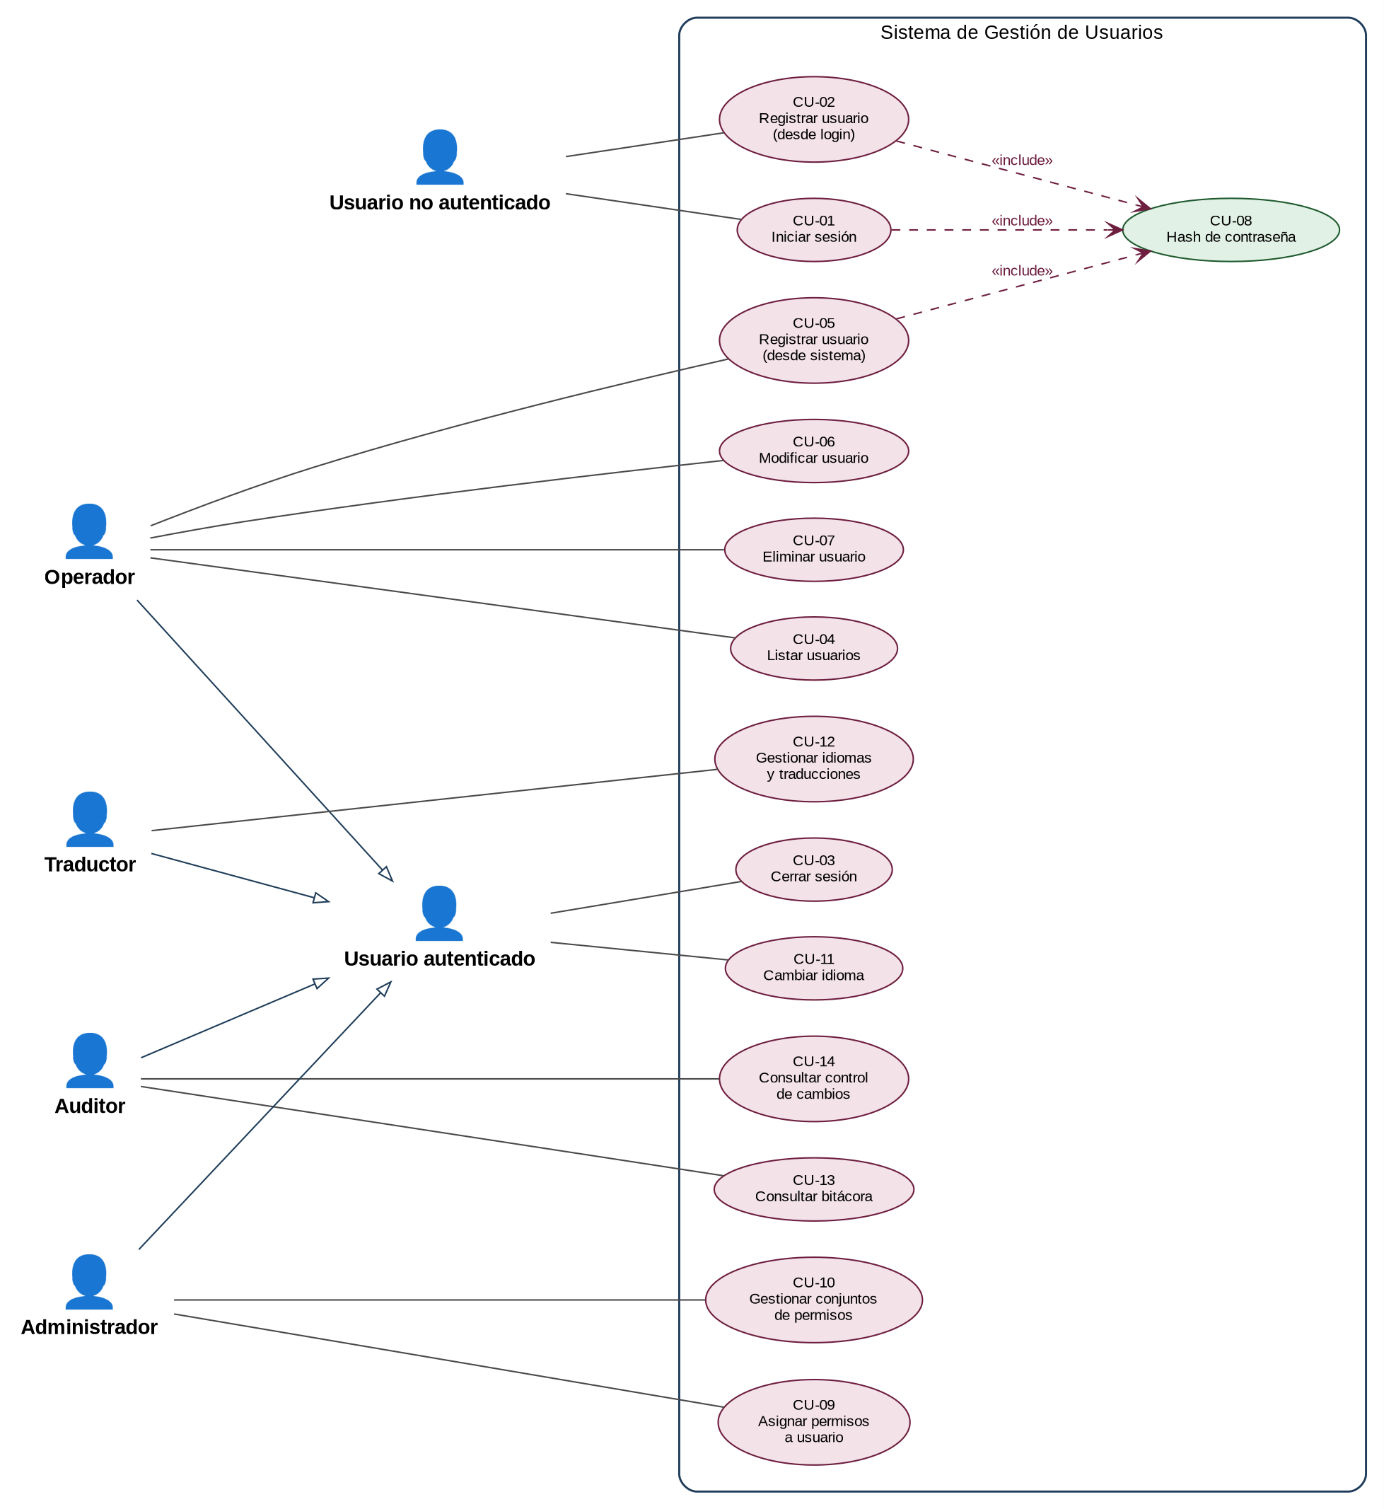 Sistema de Gestión de Usuarios
CU-02
Registrar usuario
(desde login)
«include»
Usuario no autenticado
CU-01
Iniciar sesión
«include»
CU-08
Hash de contraseña
«include»
CU-05
Registrar usuario
(desde sistema)
CU-06
Modificar usuario
Operador
CU-07
Eliminar usuario
CU-04
Listar usuarios
CU-12
Gestionar idiomas
y traducciones
Traductor
CU-03
Cerrar sesión
Usuario autenticado
CU-11
Cambiar idioma
CU-14
Consultar control
de cambios
Auditor
CU-13
Consultar bitácora
CU-10
Gestionar conjuntos
de permisos
Administrador
CU-09
Asignar permisos
a usuario